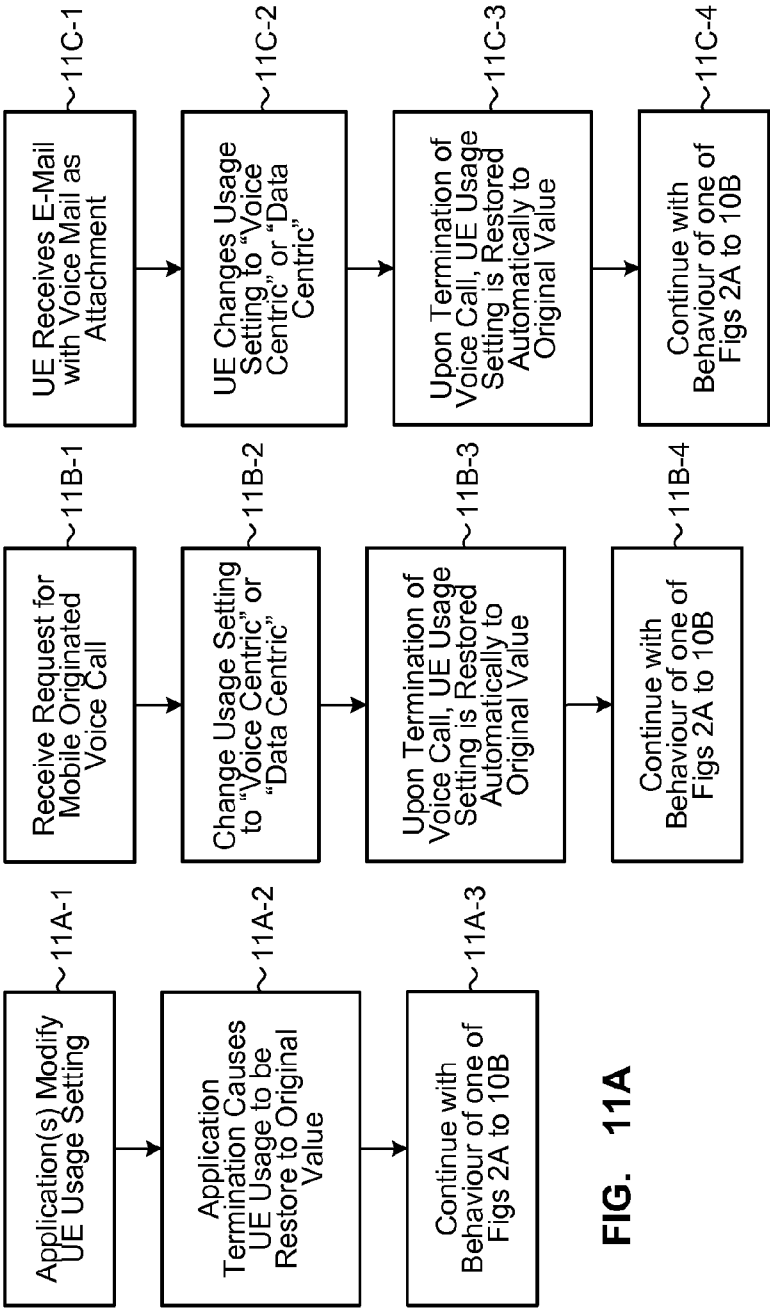 Application(s) Modify
UE Usage Setting
11A-1
Application
Termination Causes
UE Usage to be
Restore to Original
Value
11A-2
Continue with
Behaviour of one of
Figs 2A to 10B
11A-3
FIG. 11A
Receive Request for
Mobile Originated
Voice Call
11B-1
Change Usage Setting
to “Voice Centric” or
“Data Centric”
11B-2
Upon Termination of
Voice Call, UE Usage
Setting is Restored
Automatically to
Original Value
11B-3
Continue with
Behaviour of one of
Figs 2A to 10B
11B-4
UE Receives E-Mail
with Voice Mail as
Attachment
11C-1
UE Changes Usage
Setting to “Voice
Centric” or “Data
Centric”
11C-2
Upon Termination of
Voice Call, UE Usage
Setting is Restored
Automatically to
Original Value
11C-3
Continue with
Behaviour of one of
Figs 2A to 10B
11C-4